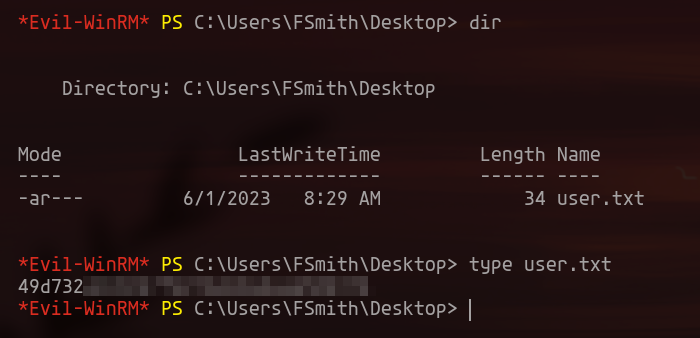 *Evil-WinRM* PS C:\Users\FSmith\Desktop> dir
Directory: C:\Users\FSmith\Desktop
Mode LastWriteTime Length Name
---- ------------- ------ ----
-ar--- 6/1/2023 8:29 AM 34 user.txt
*Evil-WinRM* PS C:\Users\FSmith\Desktop> type user.txt
49d732
*Evil-WinRM* PS C:\Users\FSmith\Desktop>